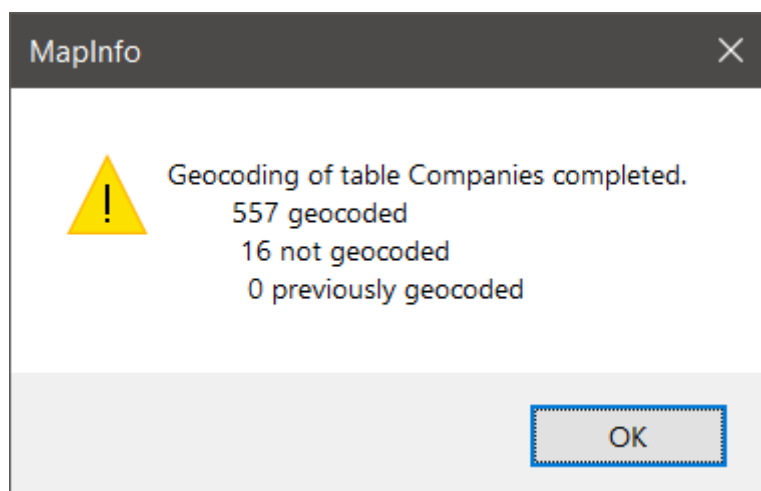 MapInfo
Geocoding of table Companies completed.
557 geocoded
16 not geocoded
0 previously geocoded
OK